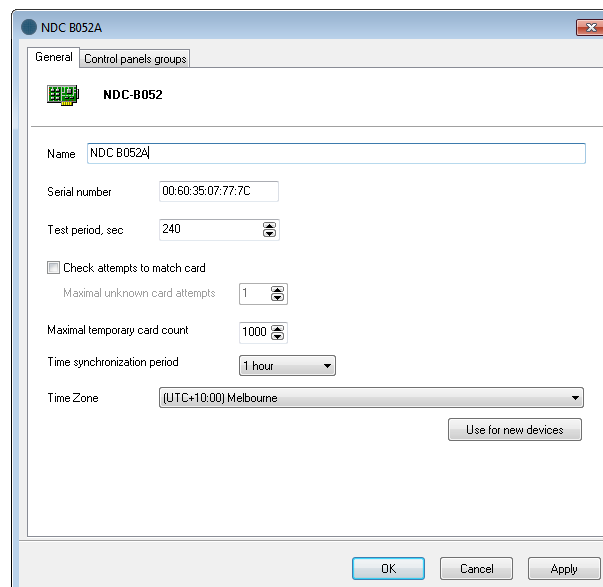 NDC B052A
General Control panels groups
NDC-B052
Name NDC B052A
Serial number 00:60:35:07:77:7C
Test period, sec 240
Check attempts to match card
Maximal unknown card attempts 1
Maximal temporary card count 1000
Time synchronization period 1 hour
Time Zone (UTC+10:00) Melbourne
Use for new devices
OK Cancel Apply